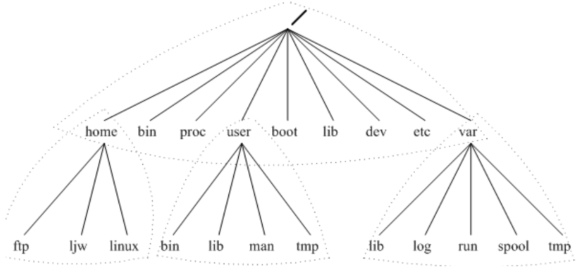 /
home bin proc user boot lib dev etc var
ftp ljw linux bin lib man tmp lib log run spool tmp